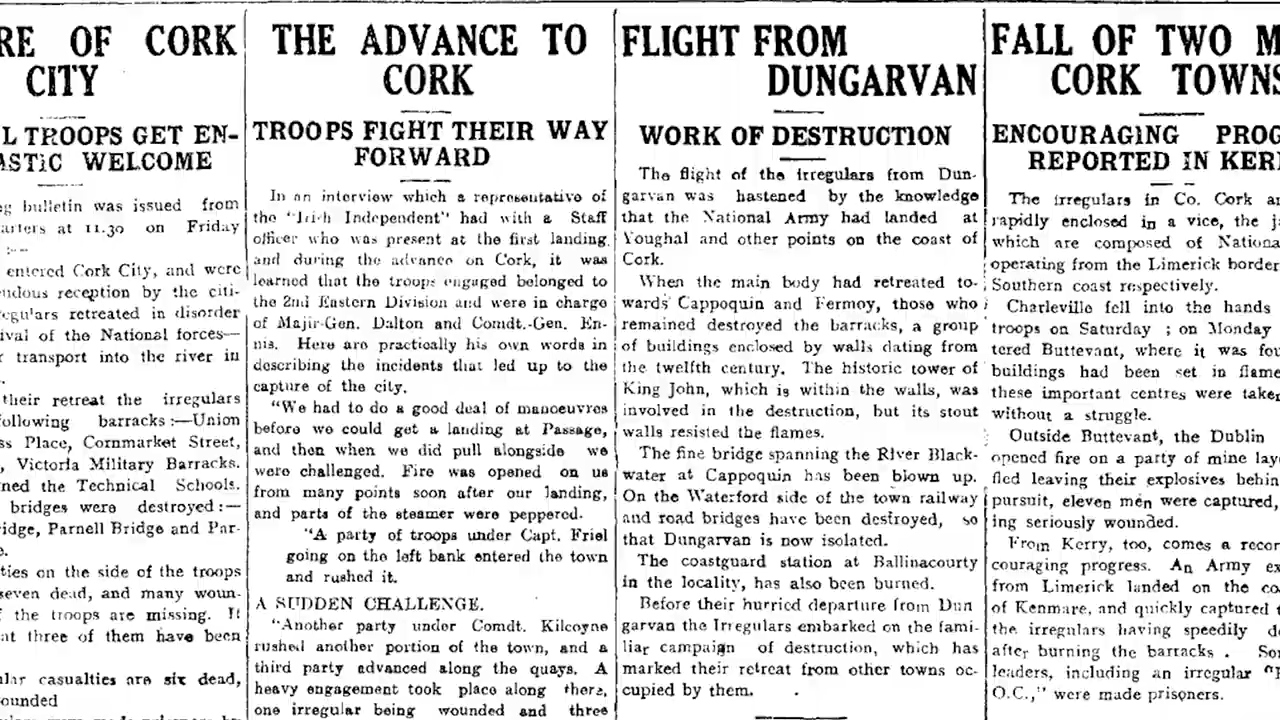 RE OF CORK
CITY
L TROOPS GET EN-
ASTIC WELCOME
ng bulletin was issued from
arters at 11.30 on Friday
:—
entered Cork City, and were
ndous reception by the citi-
egulars retreated in disorder
ival of the National forces—
r transport into the river in
their retreat the irregulars
following barracks:—Union
ss Place, Cornmarket Street,
, Victoria Military Barracks.
ned the Technical Schools.
bridges were destroyed:—
ridge, Parnell Bridge and Par-
ties on the side of the troops
seven dead, and many woun-
f the troops are missing. It
at three of them have been
lar casualties are six dead,
ounded
THE ADVANCE TO
CORK
TROOPS FIGHT THEIR WAY
FORWARD
In an interview which a representative of
the "Irish Independent" had with a Staff
officer who was present at the first landing,
and during the advance on Cork, it was
learned that the troops engaged belonged to
the 2nd Eastern Division and were in charge
of Majir-Gen. Dalton and Comdt.-Gen. En-
nis. Here are practically his own words in
describing the incidents that led up to the
capture of the city.
"We had to do a good deal of manoeuvres
before we could get a landing at Passage,
and then when we did pull alongside we
were challenged. Fire was opened on us
from many points soon after our landing,
and parts of the steamer were peppered.
"A party of troops under Capt. Friel
going on the left bank entered the town
and rushed it.
A SUDDEN CHALLENGE.
"Another party under Comdt. Kilcoyne
rushed another portion of the town, and a
third party advanced along the quays. A
heavy engagement took place along there,
one irregular being wounded and three
FLIGHT FROM
DUNGARVAN
WORK OF DESTRUCTION
The flight of the irregulars from Dun-
garvan was hastened by the knowledge
that the National Army had landed at
Youghal and other points on the coast of
Cork.
When the main body had retreated to-
wards Cappoquin and Fermoy, those who
remained destroyed the barracks, a group
of buildings enclosed by walls dating from
the twelfth century. The historic tower of
King John, which is within the walls, was
involved in the destruction, but its stout
walls resisted the flames.
The fine bridge spanning the River Black-
water at Cappoquin has been blown up.
On the Waterford side of the town railway
and road bridges have been destroyed, so
that Dungarvan is now isolated.
The coastguard station at Ballinacourty
in the locality, has also been burned.
Before their hurried departure from Dun
garvan the Irregulars embarked on the fami-
liar campaign of destruction, which has
marked their retreat from other towns oc-
cupied by them.
FALL OF TWO M
CORK TOWNS
ENCOURAGING PROG
REPORTED IN KER
The irregulars in Co. Cork a
rapidly enclosed in a vice, the j
which are composed of Nationa
operating from the Limerick border
Southern coast respectively.
Charleville fell into the hands
troops on Saturday ; on Monday
tered Buttevant, where it was fou
buildings had been set in flame
these important centres were taken
without a struggle.
Outside Buttevant, the Dublin
opened fire on a party of mine lay
fled leaving their explosives behin
pursuit, eleven men were captured,
ing seriously wounded.
From Kerry, too, comes a recor
couraging progress. An Army ex
from Limerick landed on the co
of Kenmare, and quickly captured t
the irregulars having speedily d
after burning the barracks . So
leaders, including an irregular "
O.C.," were made prisoners.